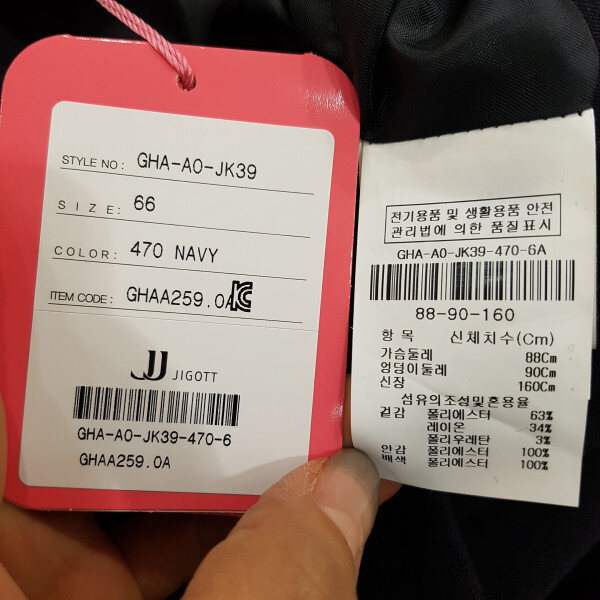 STYLE NO: GHA-A0-JK39
SIZE: 66
COLOR: 470 NAVY
ITEM CODE: GHAA259.0A
JJ JIGOTT
GHA-A0-JK39-470-6
GHAA259.0A
전기용품 및 생활용품 안전
관리법에 의한 품질표시
GHA-A0-JK39-470-6A
88-90-160
항 목 신체치수(Cm)
가슴둘레 88Cm
엉덩이둘레 90Cm
신장 160Cm
섬유의조성및혼용율
겉감 폴리에스터 63%
레이온 34%
폴리우레탄 3%
안감 폴리에스터 100%
배색 폴리에스터 100%